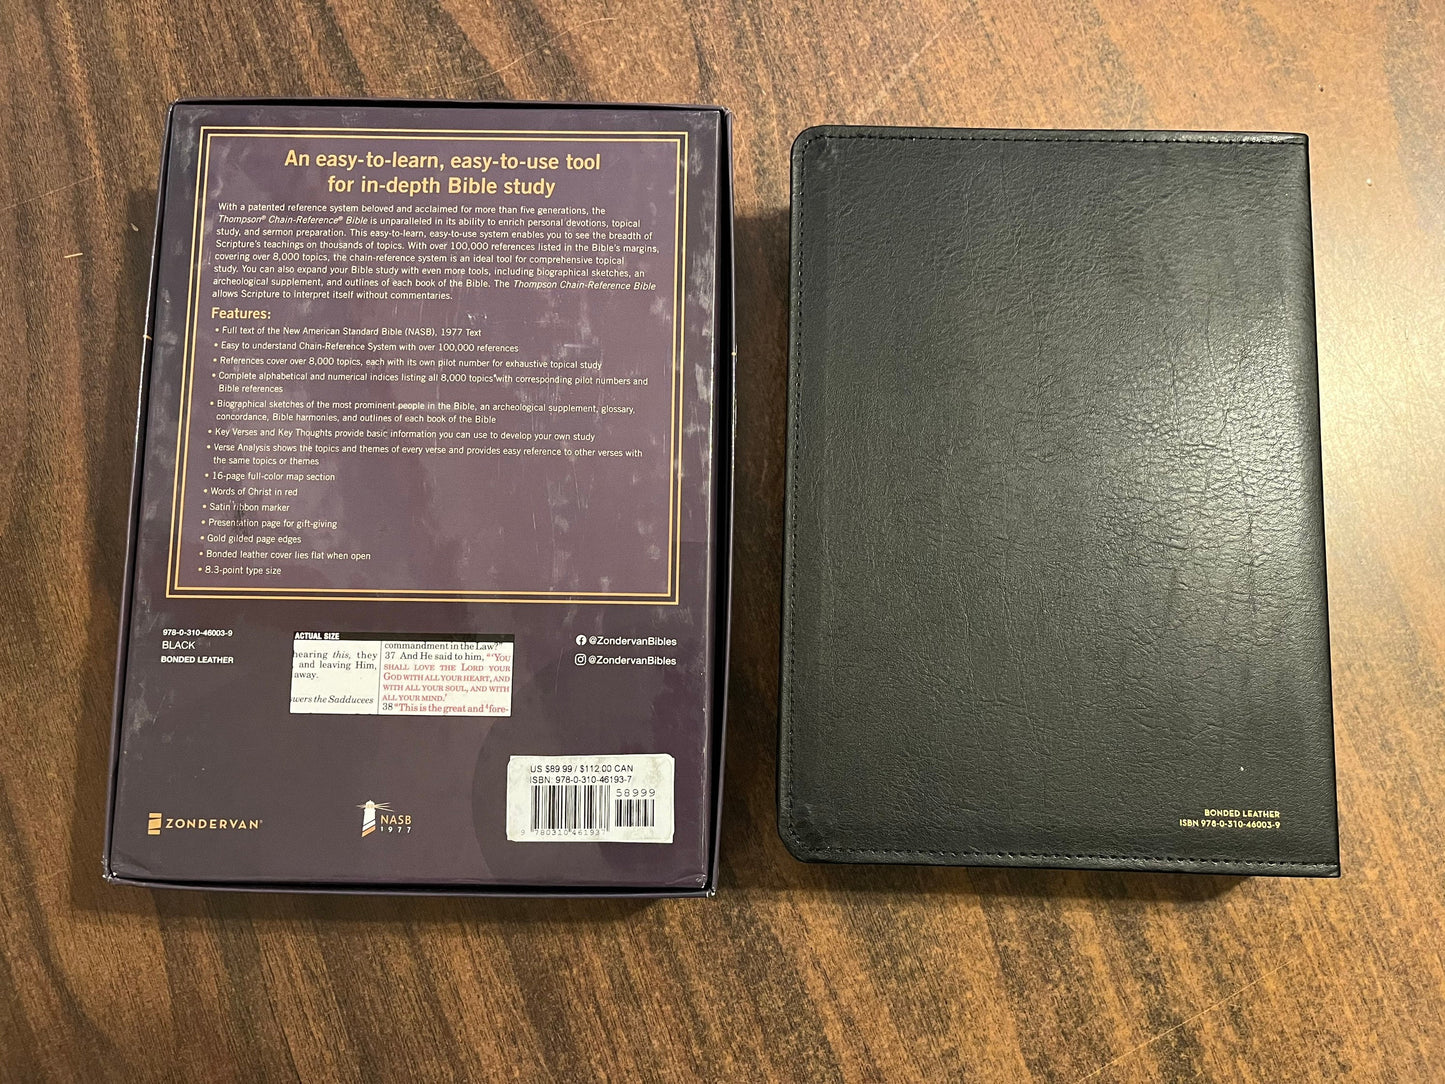 An easy-to-learn, easy-to-use tool
for in-depth Bible study
With a patented reference system beloved and acclaimed for more than five generations, the
Thompson® Chain-Reference® Bible is unparalleled in its ability to enrich personal devotions, topical
study, and sermon preparation. This easy-to-learn, easy-to-use system enables you to see the breadth of
Scripture's teachings on thousands of topics. With over 100,000 references listed in the Bible's margins,
covering over 8,000 topics, the chain-reference system is an ideal tool for comprehensive topical
study. You can also expand your Bible study with even more tools, including biographical sketches, an
archeological supplement, and outlines of each book of the Bible. The Thompson Chain-Reference Bible
allows Scripture to interpret itself without commentaries.
Features:
• Full text of the New American Standard Bible (NASB), 1977 Text
• Easy to understand Chain-Reference System with over 100,000 references
• References cover over 8,000 topics, each with its own pilot number for exhaustive topical study
• Complete alphabetical and numerical indices listing all 8,000 topics with corresponding pilot numbers and
Bible references
• Biographical sketches of the most prominent people in the Bible, an archeological supplement, glossary,
concordance, Bible harmonies, and outlines of each book of the Bible
• Key Verses and Key Thoughts provide basic information you can use to develop your own study
• Verse Analysis shows the topics and themes of every verse and provides easy reference to other verses with
the same topics or themes
• 16-page full-color map section
• Words of Christ in red
• Satin ribbon marker
• Presentation page for gift-giving
• Gold gilded page edges
• Bonded leather cover lies flat when open
• 8.3-point type size
978-0-310-46003-9
BLACK
BONDED LEATHER
ACTUAL SIZE
hearing this, they
and leaving Him,
away.
wers the Sadducees
commandment in the Law?"
37 And He said to him, "'YOU
SHALL LOVE THE LORD YOUR
GOD WITH ALL YOUR HEART, AND
WITH ALL YOUR SOUL, AND WITH
ALL YOUR MIND.'
38 "This is the great and fore-
@ZondervanBibles
@ZondervanBibles
US $89.99 / $112.00 CAN
ISBN: 978-0-310-46193-7
58999
9 780310 461937
ZONDERVAN®
NASB
1977
BONDED LEATHER
ISBN 978-0-310-46003-9